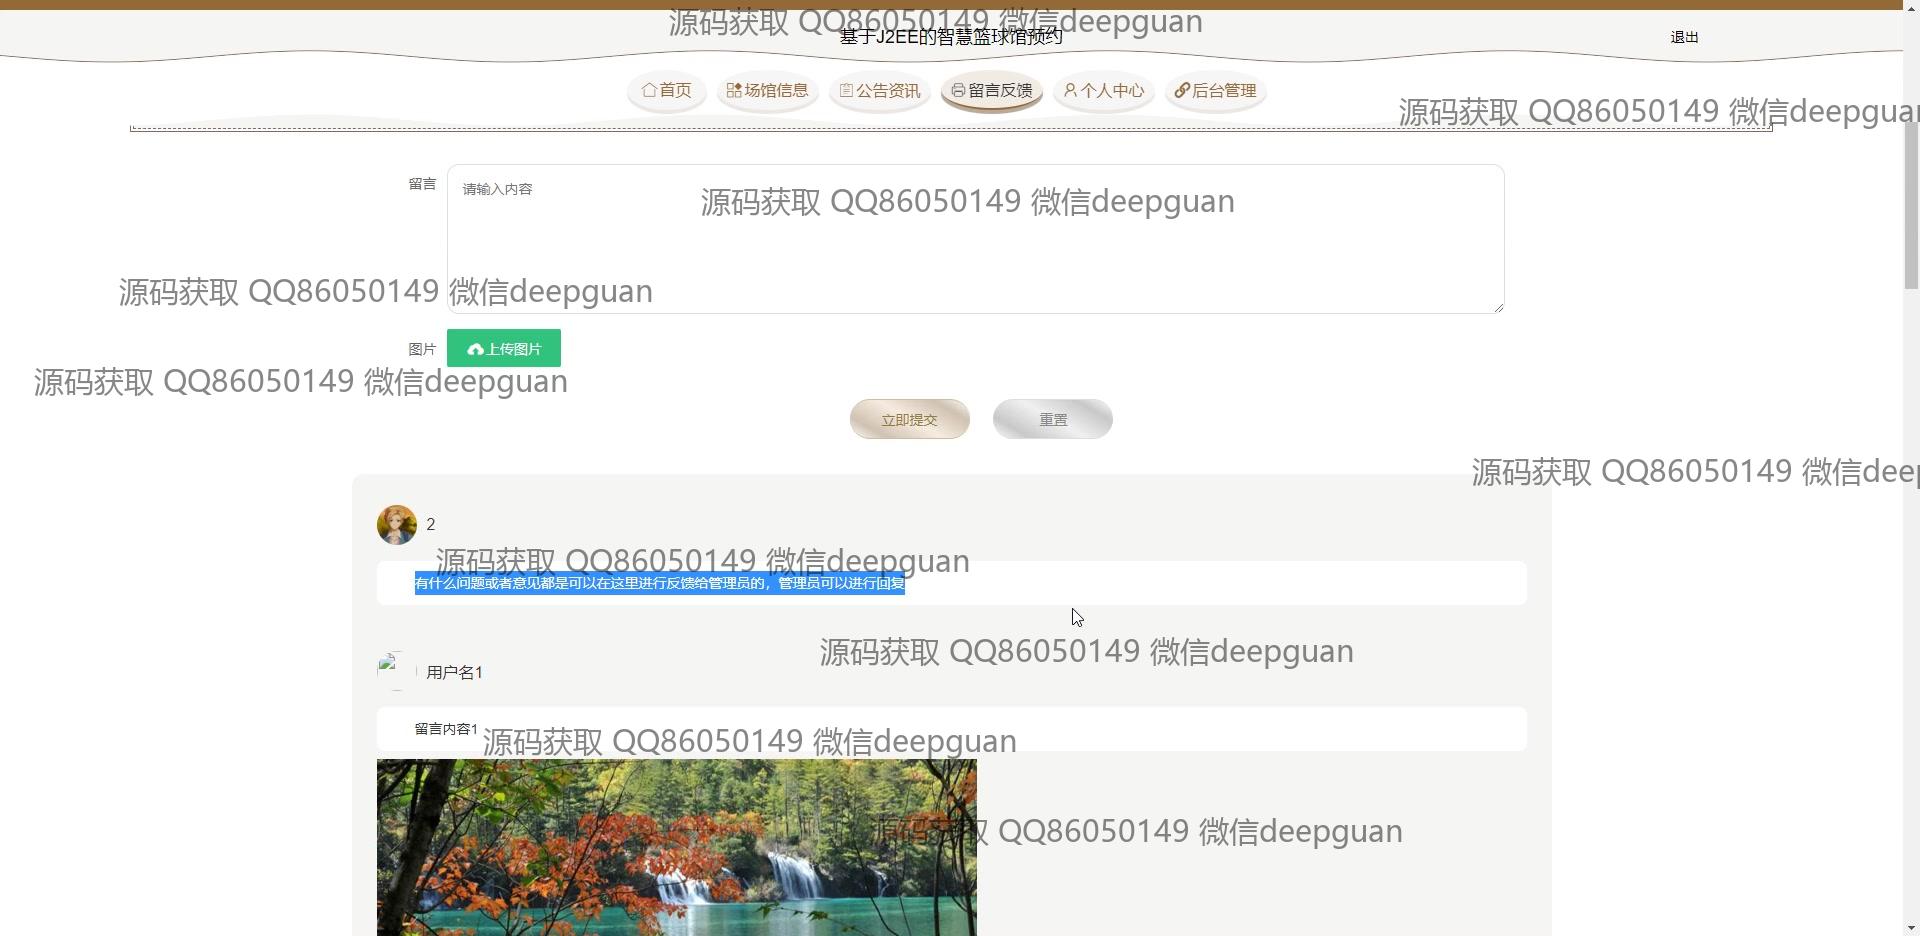 源码获取 QQ86050149 微信deepguan
基于J2EE的智慧篮球馆预约
退出
首页
场馆信息
公告资讯
留言反馈
个人中心
后台管理
源码获取 QQ86050149 微信deepguan
留言
请输入内容
源码获取 QQ86050149 微信deepguan
源码获取 QQ86050149 微信deepguan
图片
上传图片
源码获取 QQ86050149 微信deepguan
立即提交
重置
源码获取 QQ86050149 微信deep
2
源码获取 QQ86050149 微信deepguan
有什么问题或者意见都是可以在这里进行反馈给管理员的，管理员可以进行回复
源码获取 QQ86050149 微信deepguan
用户名1
留言内容1
源码获取 QQ86050149 微信deepguan
源码获取 QQ86050149 微信deepguan